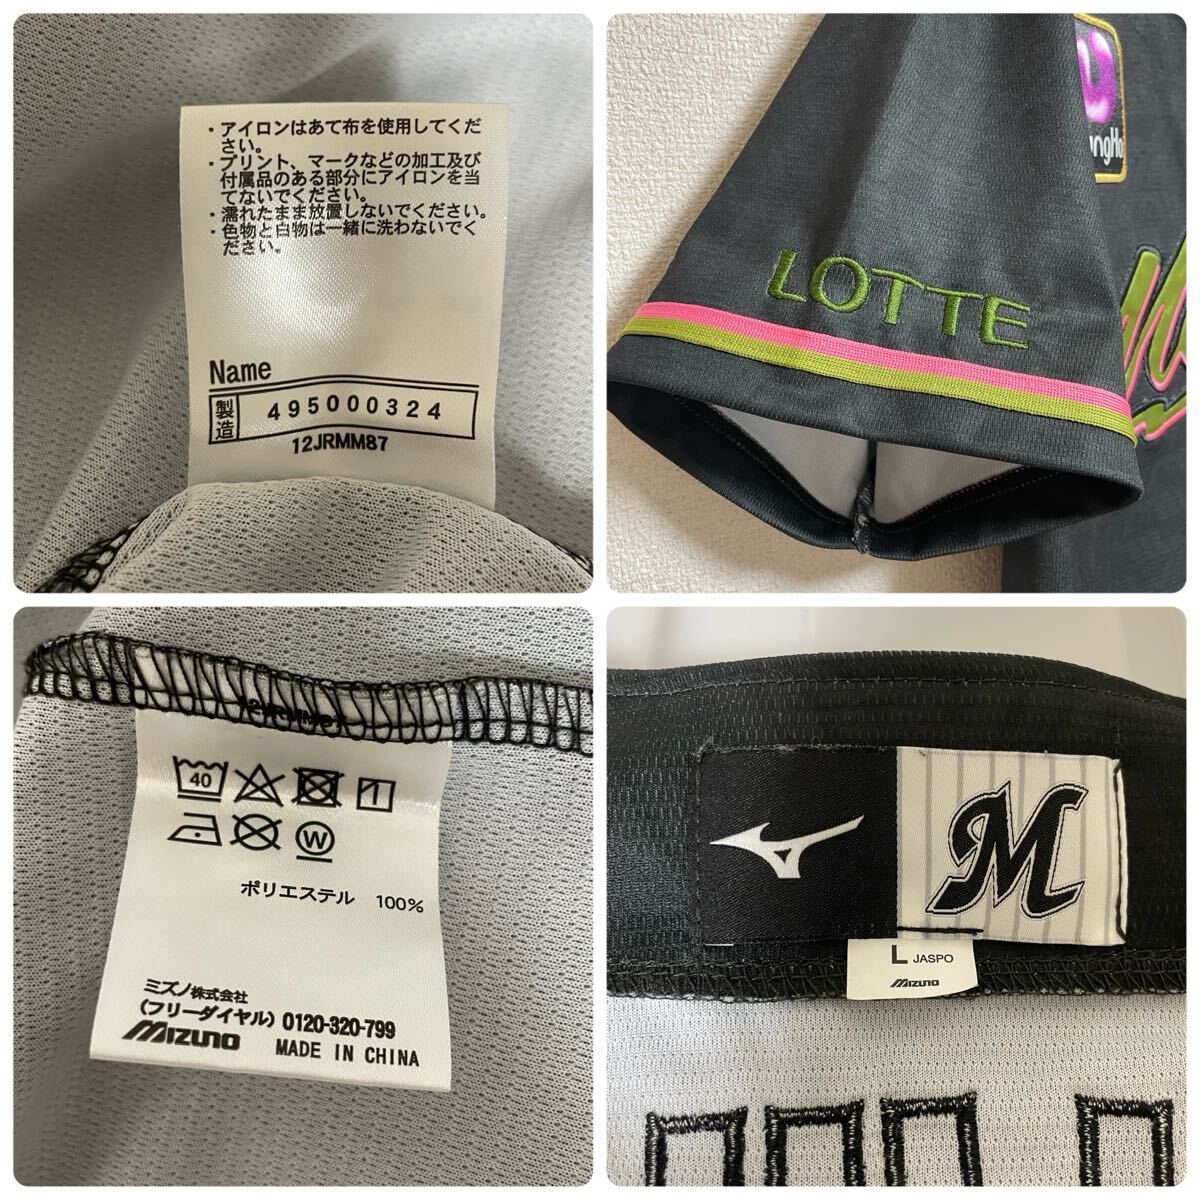 ・アイロンはあて布を使用してくだ
さい。
・プリント、マークなどの加工及び
付属品のある部分にアイロンを当
てないでください。
・濡れたまま放置しないでください。
・色物と白物は一緒に洗わないでく
ださい。
Name
製造 495000324
12JRMM87
LOTTE
40
1
W
ポリエステル 100%
ミズノ株式会社
(フリーダイヤル) 0120-320-799
MIZUNO MADE IN CHINA
M
L JASPO
MIZUNO